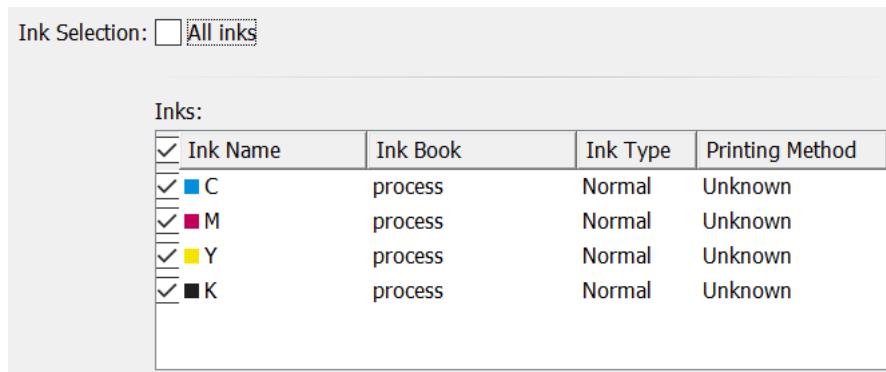 Ink Selection: All inks
Inks:
Ink Name Ink Book Ink Type Printing Method
C process Normal Unknown
M process Normal Unknown
Y process Normal Unknown
K process Normal Unknown